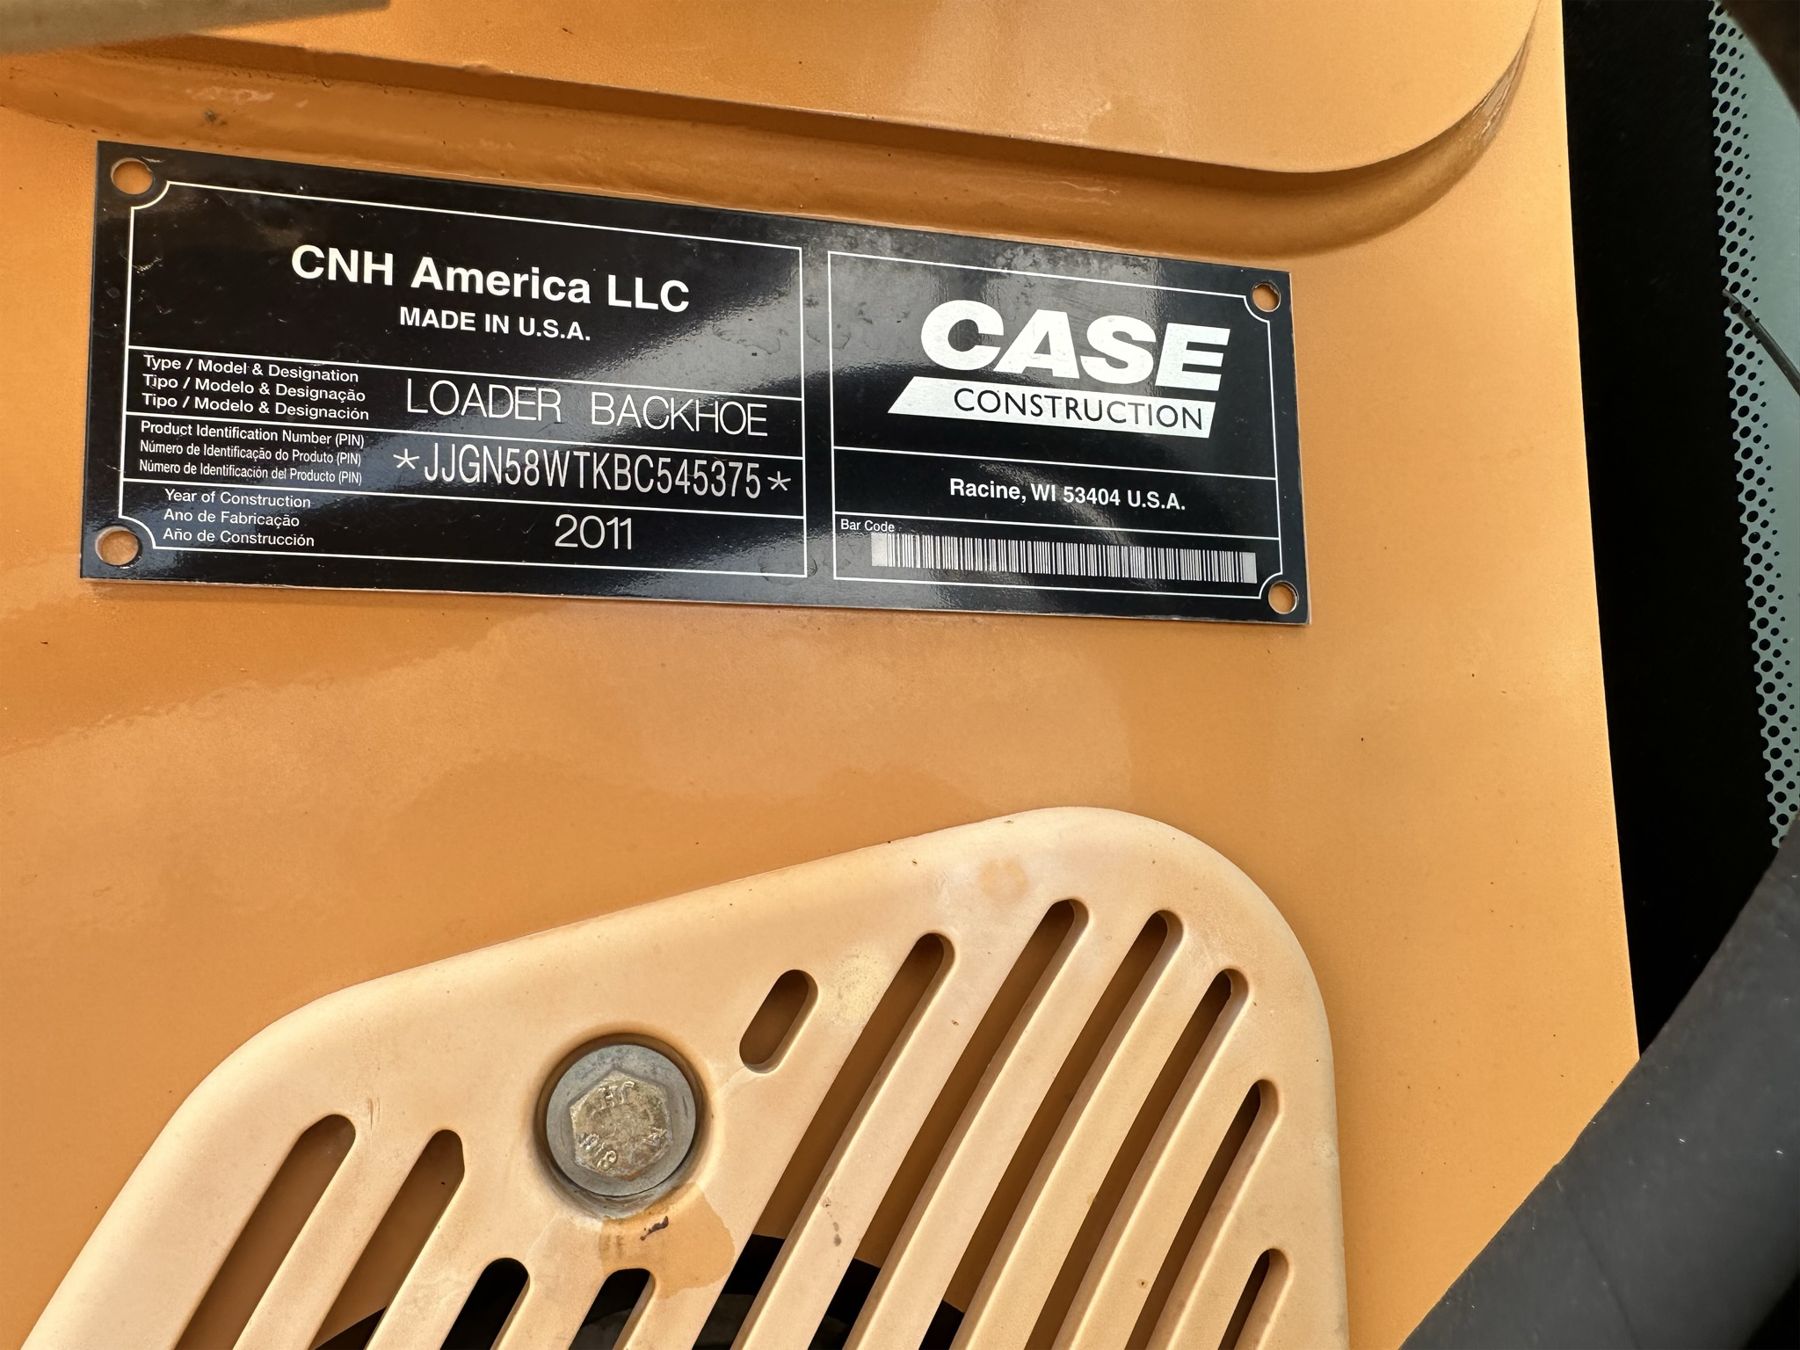 CNH America LLC
MADE IN U.S.A.
Type / Model & Designation
Tipo / Modelo & Designação
Tipo / Modelo & Designación
LOADER BACKHOE
Product Identification Number (PIN)
Número de Identificação do Produto (PIN)
Número de Identificación del Producto (PIN)
*JJGN58WTKBC545375*
Year of Construction
Ano de Fabricação
Año de Construcción
2011
CASE
CONSTRUCTION
Racine, WI 53404 U.S.A.
Bar Code
JH